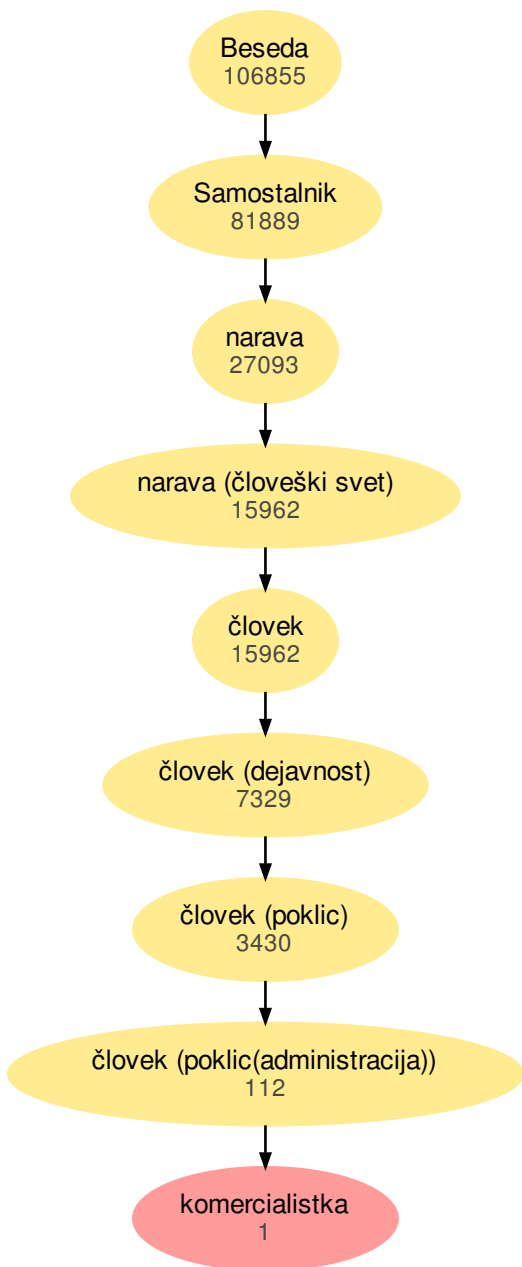 Beseda
106855
Samostalnik
81889
narava
27093
narava (človeški svet)
15962
človek
15962
človek (dejavnost)
7329
človek (poklic)
3430
človek (poklic(administracija))
112
komercialistka
1